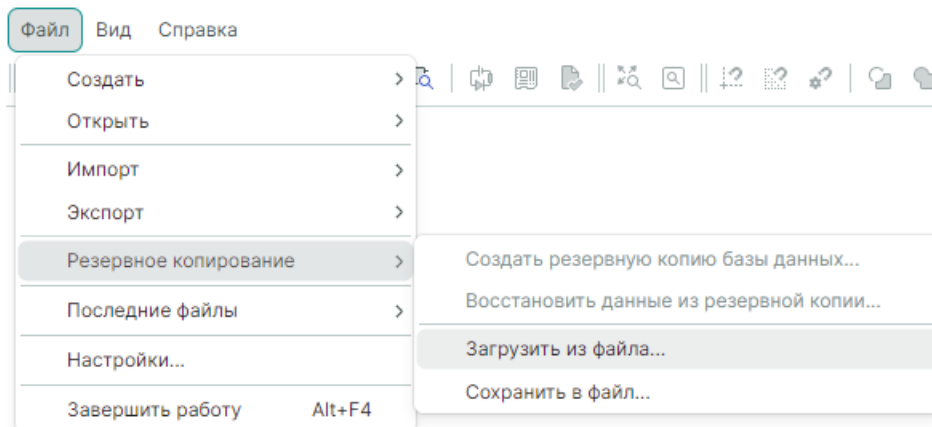 Файл Вид Справка
Создать
Открыть
Импорт
Экспорт
Резервное копирование
Создать резервную копию базы данных...
Восстановить данные из резервной копии...
Загрузить из файла...
Сохранить в файл...
Последние файлы
Настройки...
Завершить работу Alt+F4